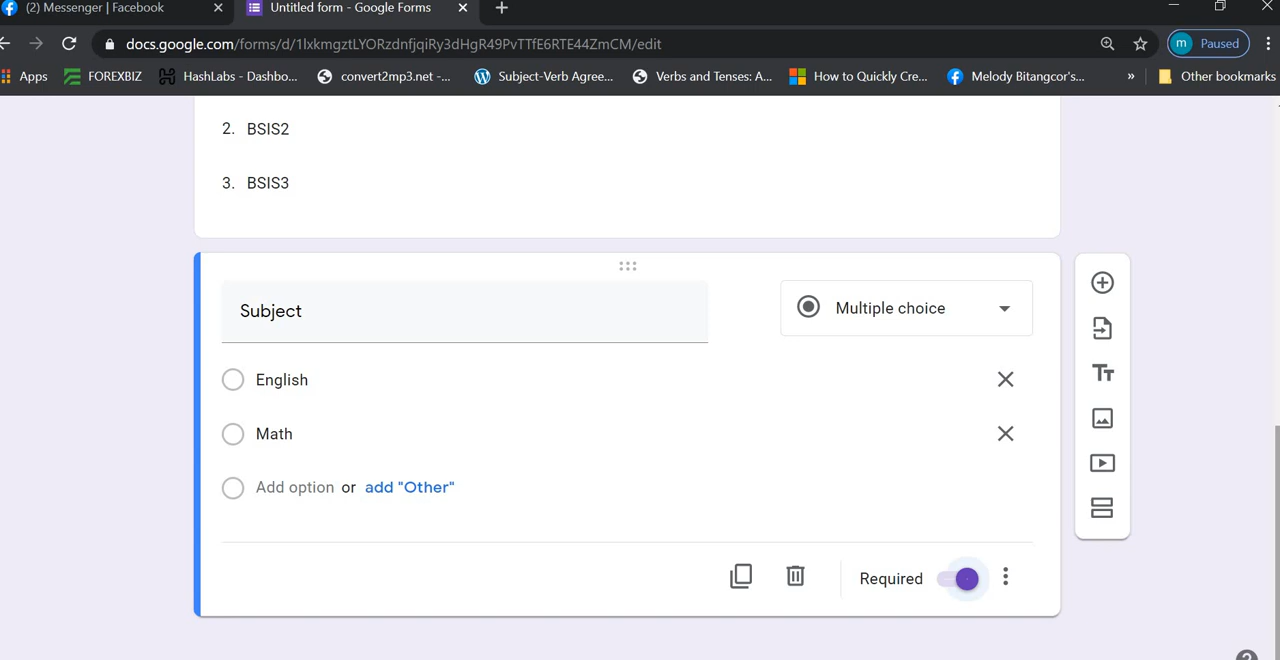 (2) Messenger | Facebook
Untitled form - Google Forms
docs.google.com/forms/d/1lxkmgztLYORzdnfjqiRy3dHgR49PvTTfE6RTE44ZmCM/edit
m Paused
Apps FOREXBIZ HashLabs - Dashbo... convert2mp3.net -... Subject-Verb Agree... Verbs and Tenses: A... How to Quickly Cre... Melody Bitangcor's... » Other bookmarks
2. BSIS2
3. BSIS3
Subject
Multiple choice
English
Math
Add option or add "Other"
Required